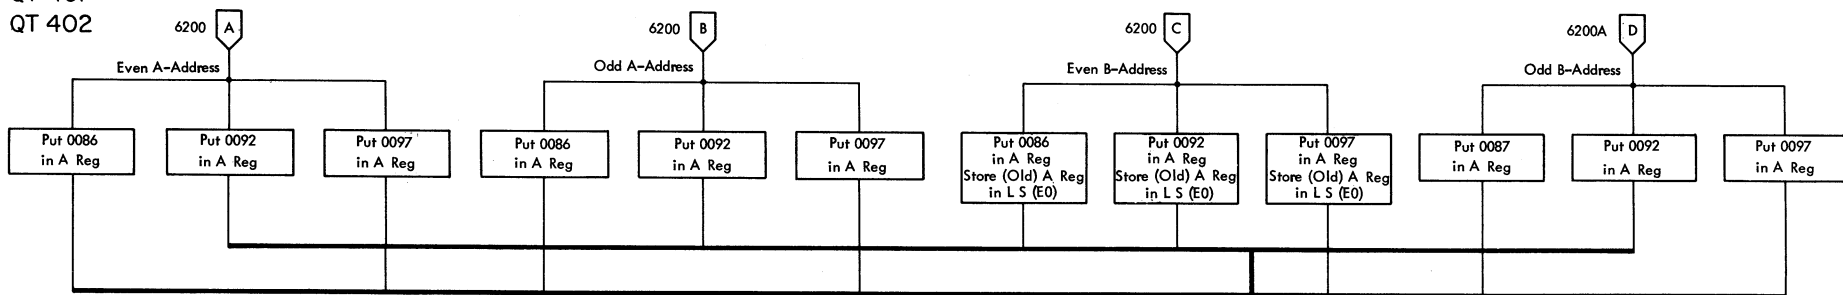 QT 402
6200 A
6200 B
6200 C
6200A D
Even A-Address
Odd A-Address
Even B-Address
Odd B-Address
Put 0086
in A Reg
Put 0092
in A Reg
Put 0097
in A Reg
Put 0086
in A Reg
Put 0092
in A Reg
Put 0097
in A Reg
Put 0086
in A Reg
Store (Old) A Reg
in L S (E0)
Put 0092
in A Reg
Store (Old) A Reg
in L S (E0)
Put 0097
in A Reg
Store (Old) A Reg
in L S (E0)
Put 0087
in A Reg
Put 0092
in A Reg
Put 0097
in A Reg